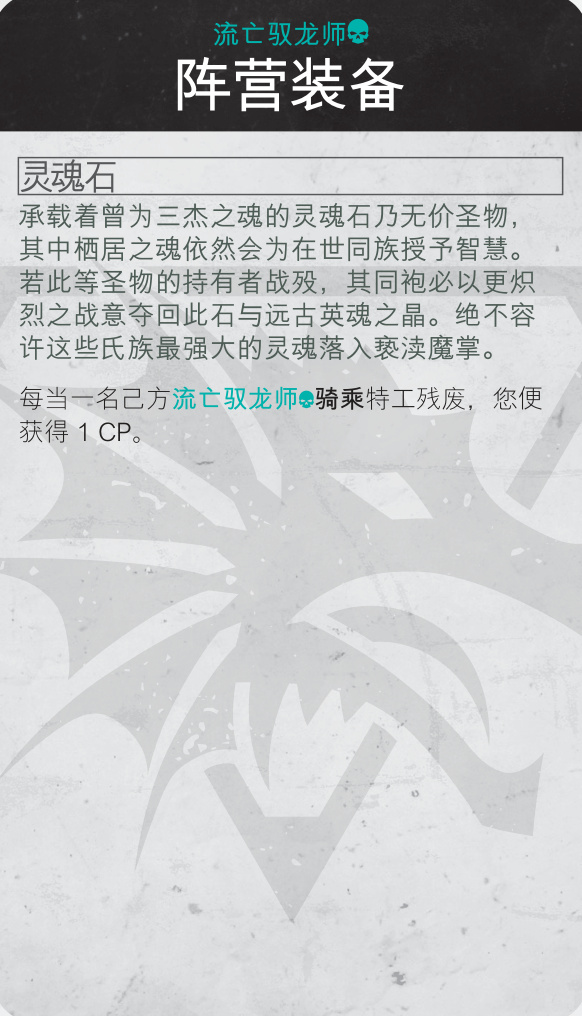 流亡驭龙师
阵营装备
灵魂石
承载着曾为三杰之魂的灵魂石乃无价圣物，
其中栖居之魂依然会为在世同族授予智慧。
若此等圣物的持有者战殁，其同袍必以更炽
烈之战意夺回此石与远古英魂之晶。绝不容
许这些氏族最强大的灵魂落入亵渎魔掌。
每当一名己方流亡驭龙师骑乘特工残废，您便
获得 1 CP。